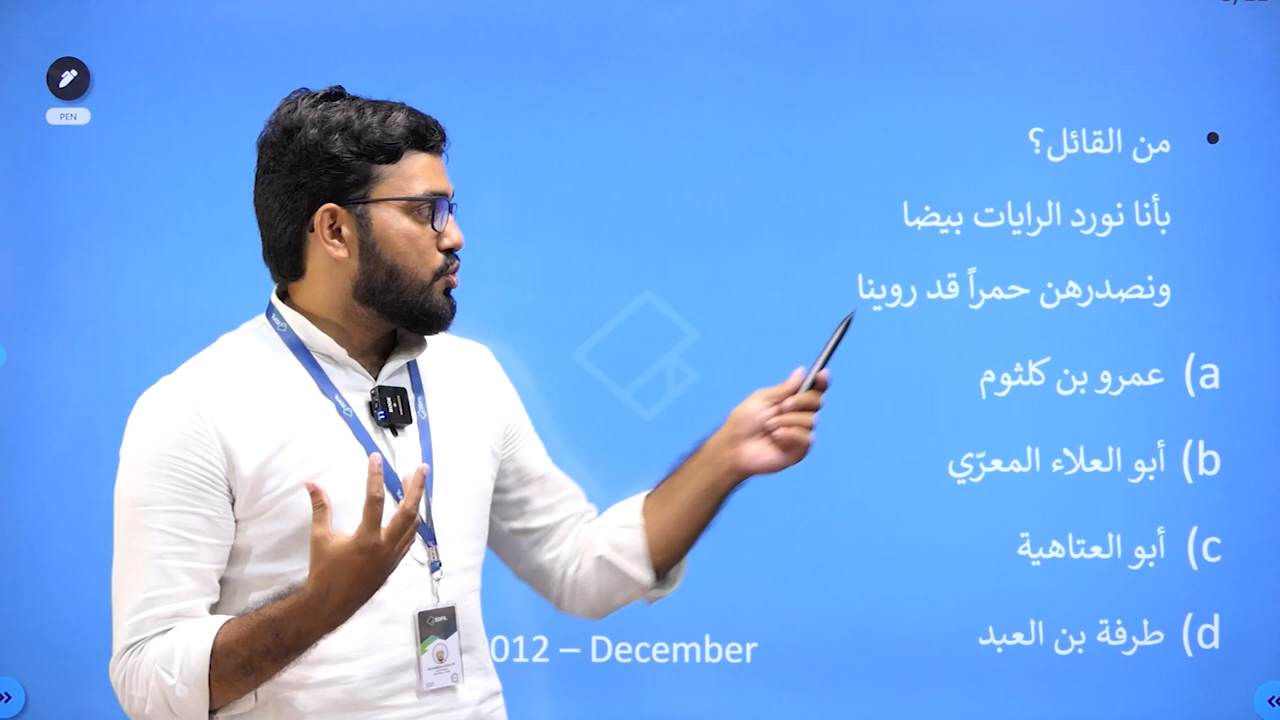 PEN
من القائل؟
بأنا نورد الرايات بيضا
ونصدرهن حمراً قد روينا
a) عمرو بن كلثوم
b) أبو العلاء المعرّي
c) أبو العتاهية
d) طرفة بن العبد
012 – December